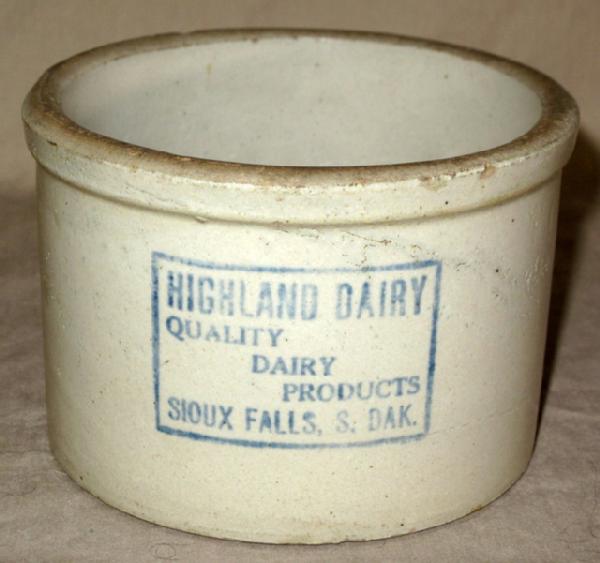 HIGHLAND DAIRY
QUALITY
DAIRY
PRODUCTS
SIOUX FALLS, S. DAK.